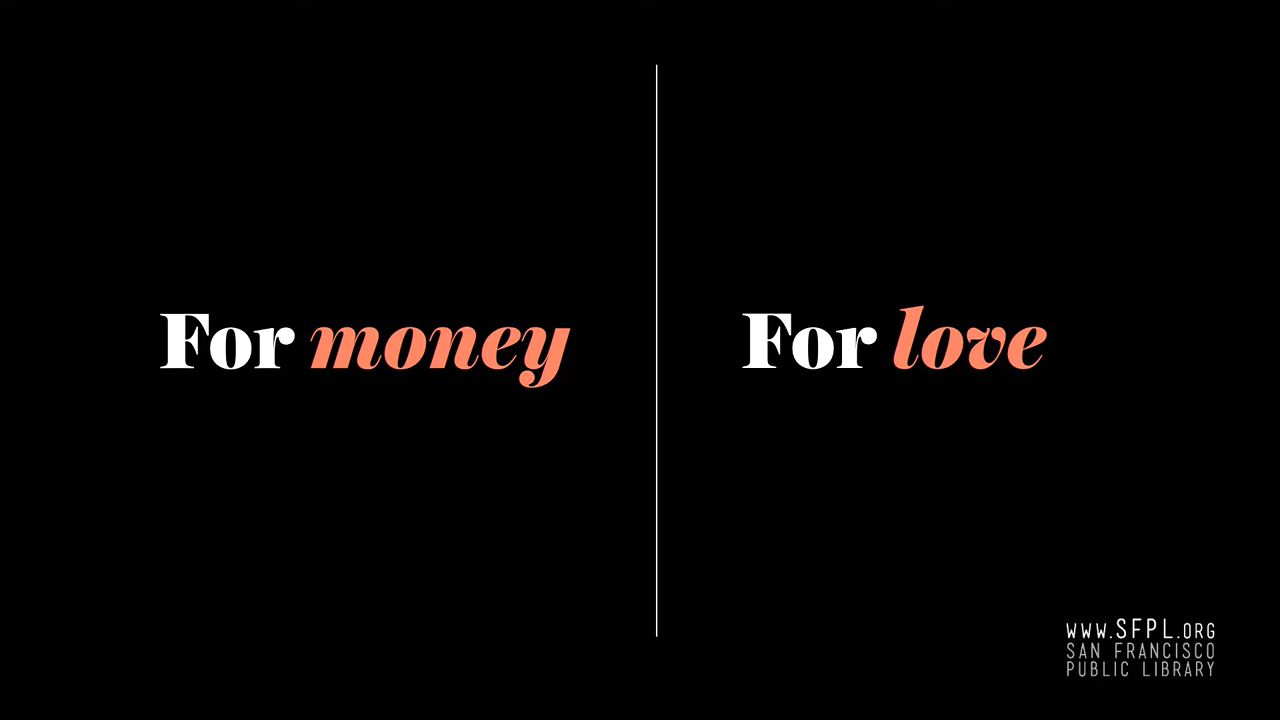 For money
For love
www.SFPL.ORG
SAN FRANCISCO
PUBLIC LIBRARY